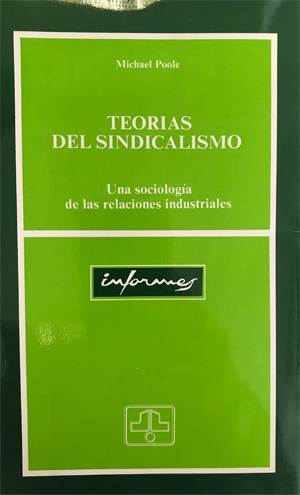 Michael Poole
TEORIAS
DEL SINDICALISMO
Una sociología
de las relaciones industriales
informes